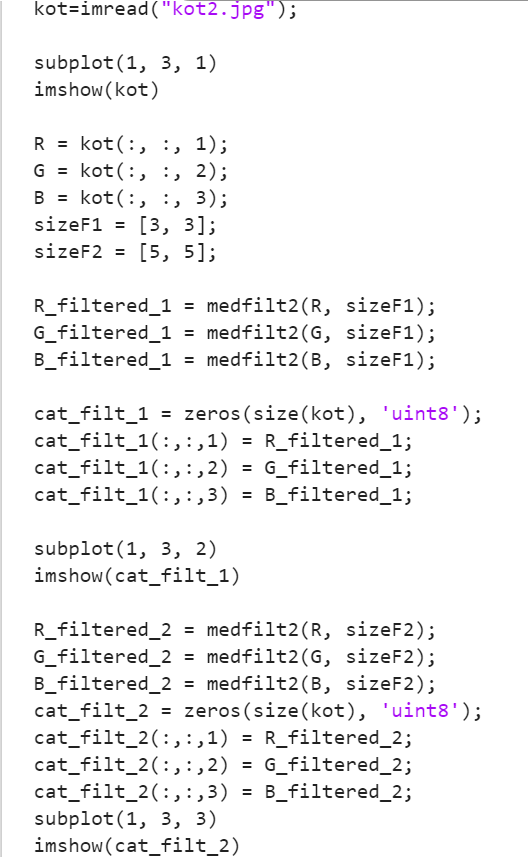 kot=imread("kot2.jpg");
subplot(1, 3, 1)
imshow(kot)
R = kot(:, :, 1);
G = kot(:, :, 2);
B = kot(:, :, 3);
sizeF1 = [3, 3];
sizeF2 = [5, 5];
R_filtered_1 = medfilt2(R, sizeF1);
G_filtered_1 = medfilt2(G, sizeF1);
B_filtered_1 = medfilt2(B, sizeF1);
cat_filt_1 = zeros(size(kot), 'uint8');
cat_filt_1(:,:,1) = R_filtered_1;
cat_filt_1(:,:,2) = G_filtered_1;
cat_filt_1(:,:,3) = B_filtered_1;
subplot(1, 3, 2)
imshow(cat_filt_1)
R_filtered_2 = medfilt2(R, sizeF2);
G_filtered_2 = medfilt2(G, sizeF2);
B_filtered_2 = medfilt2(B, sizeF2);
cat_filt_2 = zeros(size(kot), 'uint8');
cat_filt_2(:,:,1) = R_filtered_2;
cat_filt_2(:,:,2) = G_filtered_2;
cat_filt_2(:,:,3) = B_filtered_2;
subplot(1, 3, 3)
imshow(cat_filt_2)